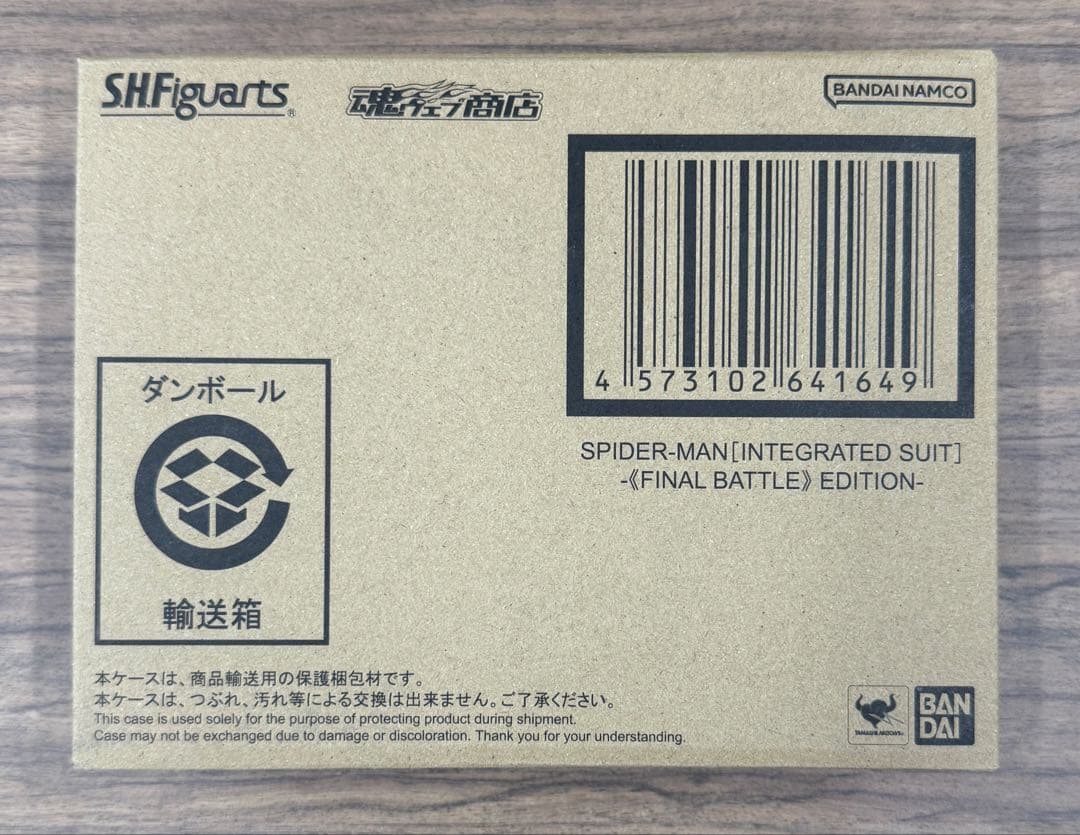 S.H.Figuarts®
魂ウェブ商店
BANDAI NAMCO
4 573102 641649
SPIDER-MAN[INTEGRATED SUIT]
-《FINAL BATTLE》 EDITION-
ダンボール
輸送箱
本ケースは、商品輸送用の保護梱包材です。
本ケースは、つぶれ、汚れ等による交換は出来ません。ご了承ください。
This case is used solely for the purpose of protecting product during shipment.
Case may not be exchanged due to damage or discoloration. Thank you for your understanding.
TAMASHII NATIONS
BAN
DAI